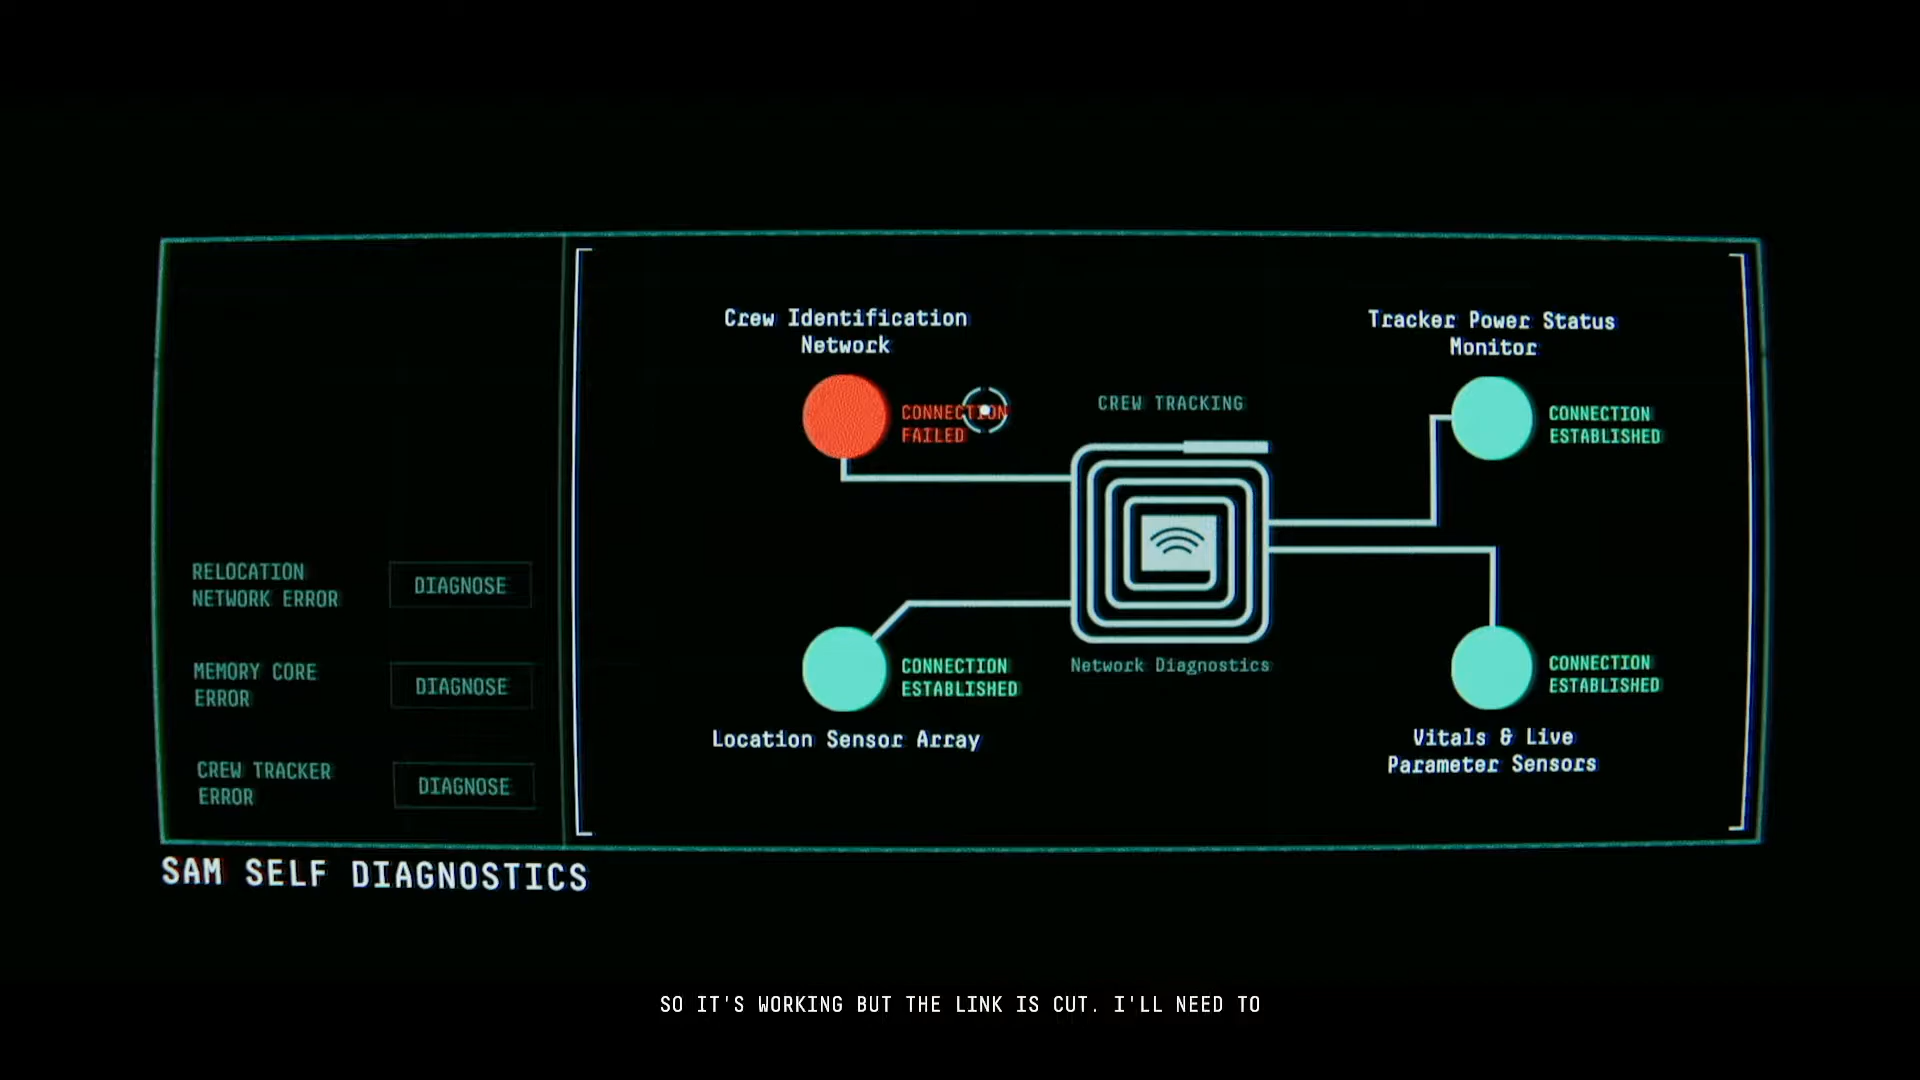 Crew Identification
Network
CONNECTION
FAILED
CREW TRACKING
Tracker Power Status
Monitor
CONNECTION
ESTABLISHED
RELOCATION
NETWORK ERROR
DIAGNOSE
MEMORY CORE
ERROR
DIAGNOSE
CREW TRACKER
ERROR
DIAGNOSE
CONNECTION
ESTABLISHED
Location Sensor Array
Network Diagnostics
CONNECTION
ESTABLISHED
Vitals & Live
Parameter Sensors
SAM SELF DIAGNOSTICS
SO IT'S WORKING BUT THE LINK IS CUT. I'LL NEED TO